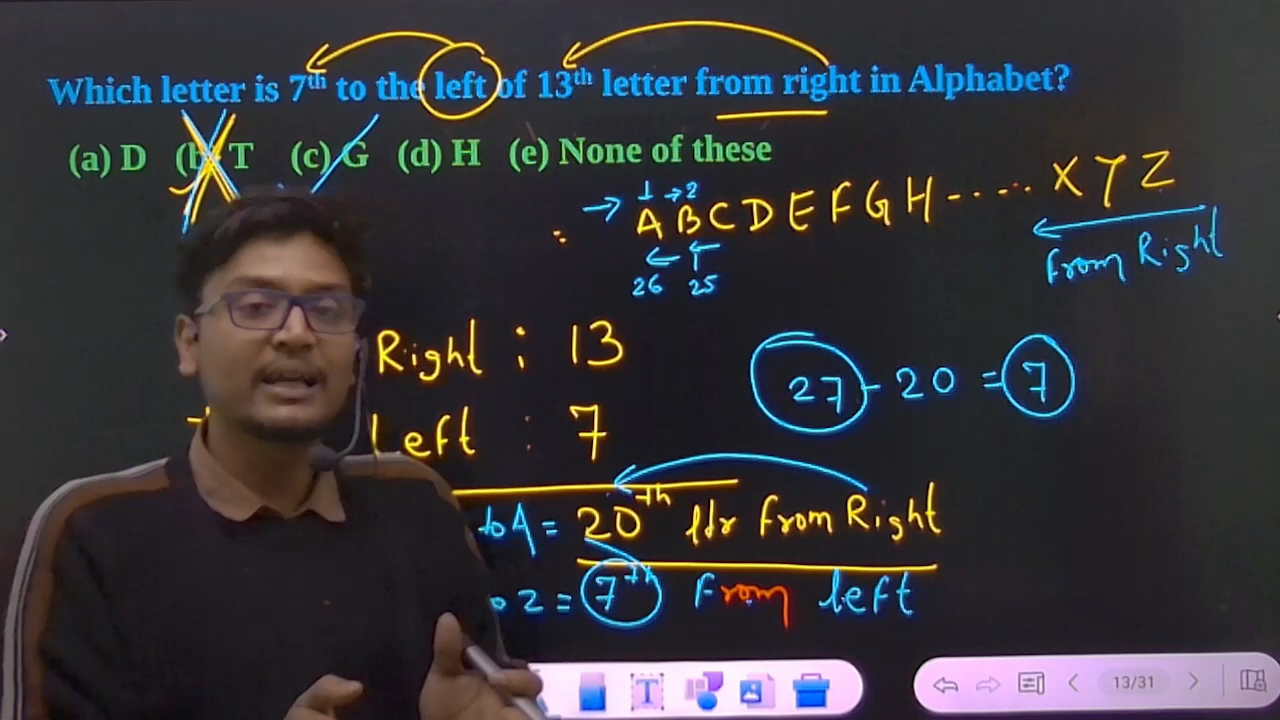 Which letter is 7th to the left of 13th letter from right in Alphabet?
(a) D (b) T (c) G (d) H (e) None of these
1 → 2
→ A B C D E F G H ------ X Y Z
26 25
From Right
Right : 13
Left : 7
27 - 20 = 7
to A = 20th ltr from Right
to Z = 7th From left
13/31